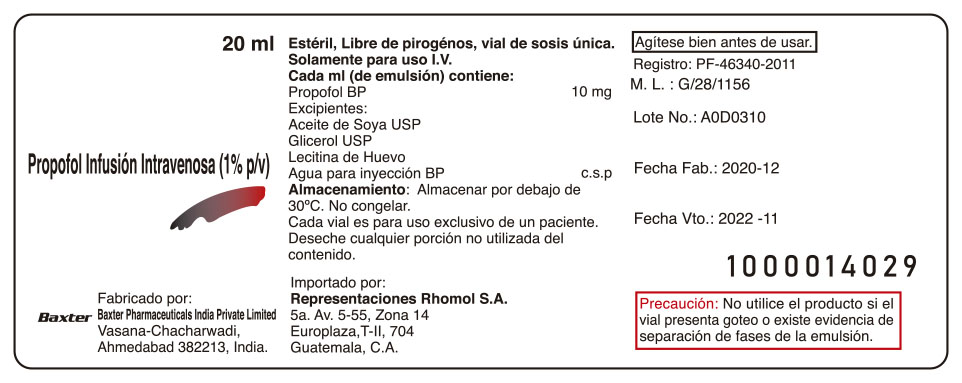 20 ml
Propofol Infusión Intravenosa (1% p/v)
Fabricado por:
Baxter Baxter Pharmaceuticals India Private Limited
Vasana-Chacharwadi,
Ahmedabad 382213, India.
Estéril, Libre de pirogénos, vial de sosis única.
Solamente para uso I.V.
Cada ml (de emulsión) contiene:
Propofol BP 10 mg
Excipientes:
Aceite de Soya USP
Glicerol USP
Lecitina de Huevo
Agua para inyección BP c.s.p
Almacenamiento: Almacenar por debajo de
30ºC. No congelar.
Cada vial es para uso exclusivo de un paciente.
Deseche cualquier porción no utilizada del
contenido.
Importado por:
Representaciones Rhomol S.A.
5a. Av. 5-55, Zona 14
Europlaza,T-II, 704
Guatemala, C.A.
Agítese bien antes de usar.
Registro: PF-46340-2011
M. L. : G/28/1156
Lote No.: A0D0310
Fecha Fab.: 2020-12
Fecha Vto.: 2022 -11
1000014029
Precaución: No utilice el producto si el
vial presenta goteo o existe evidencia de
separación de fases de la emulsión.